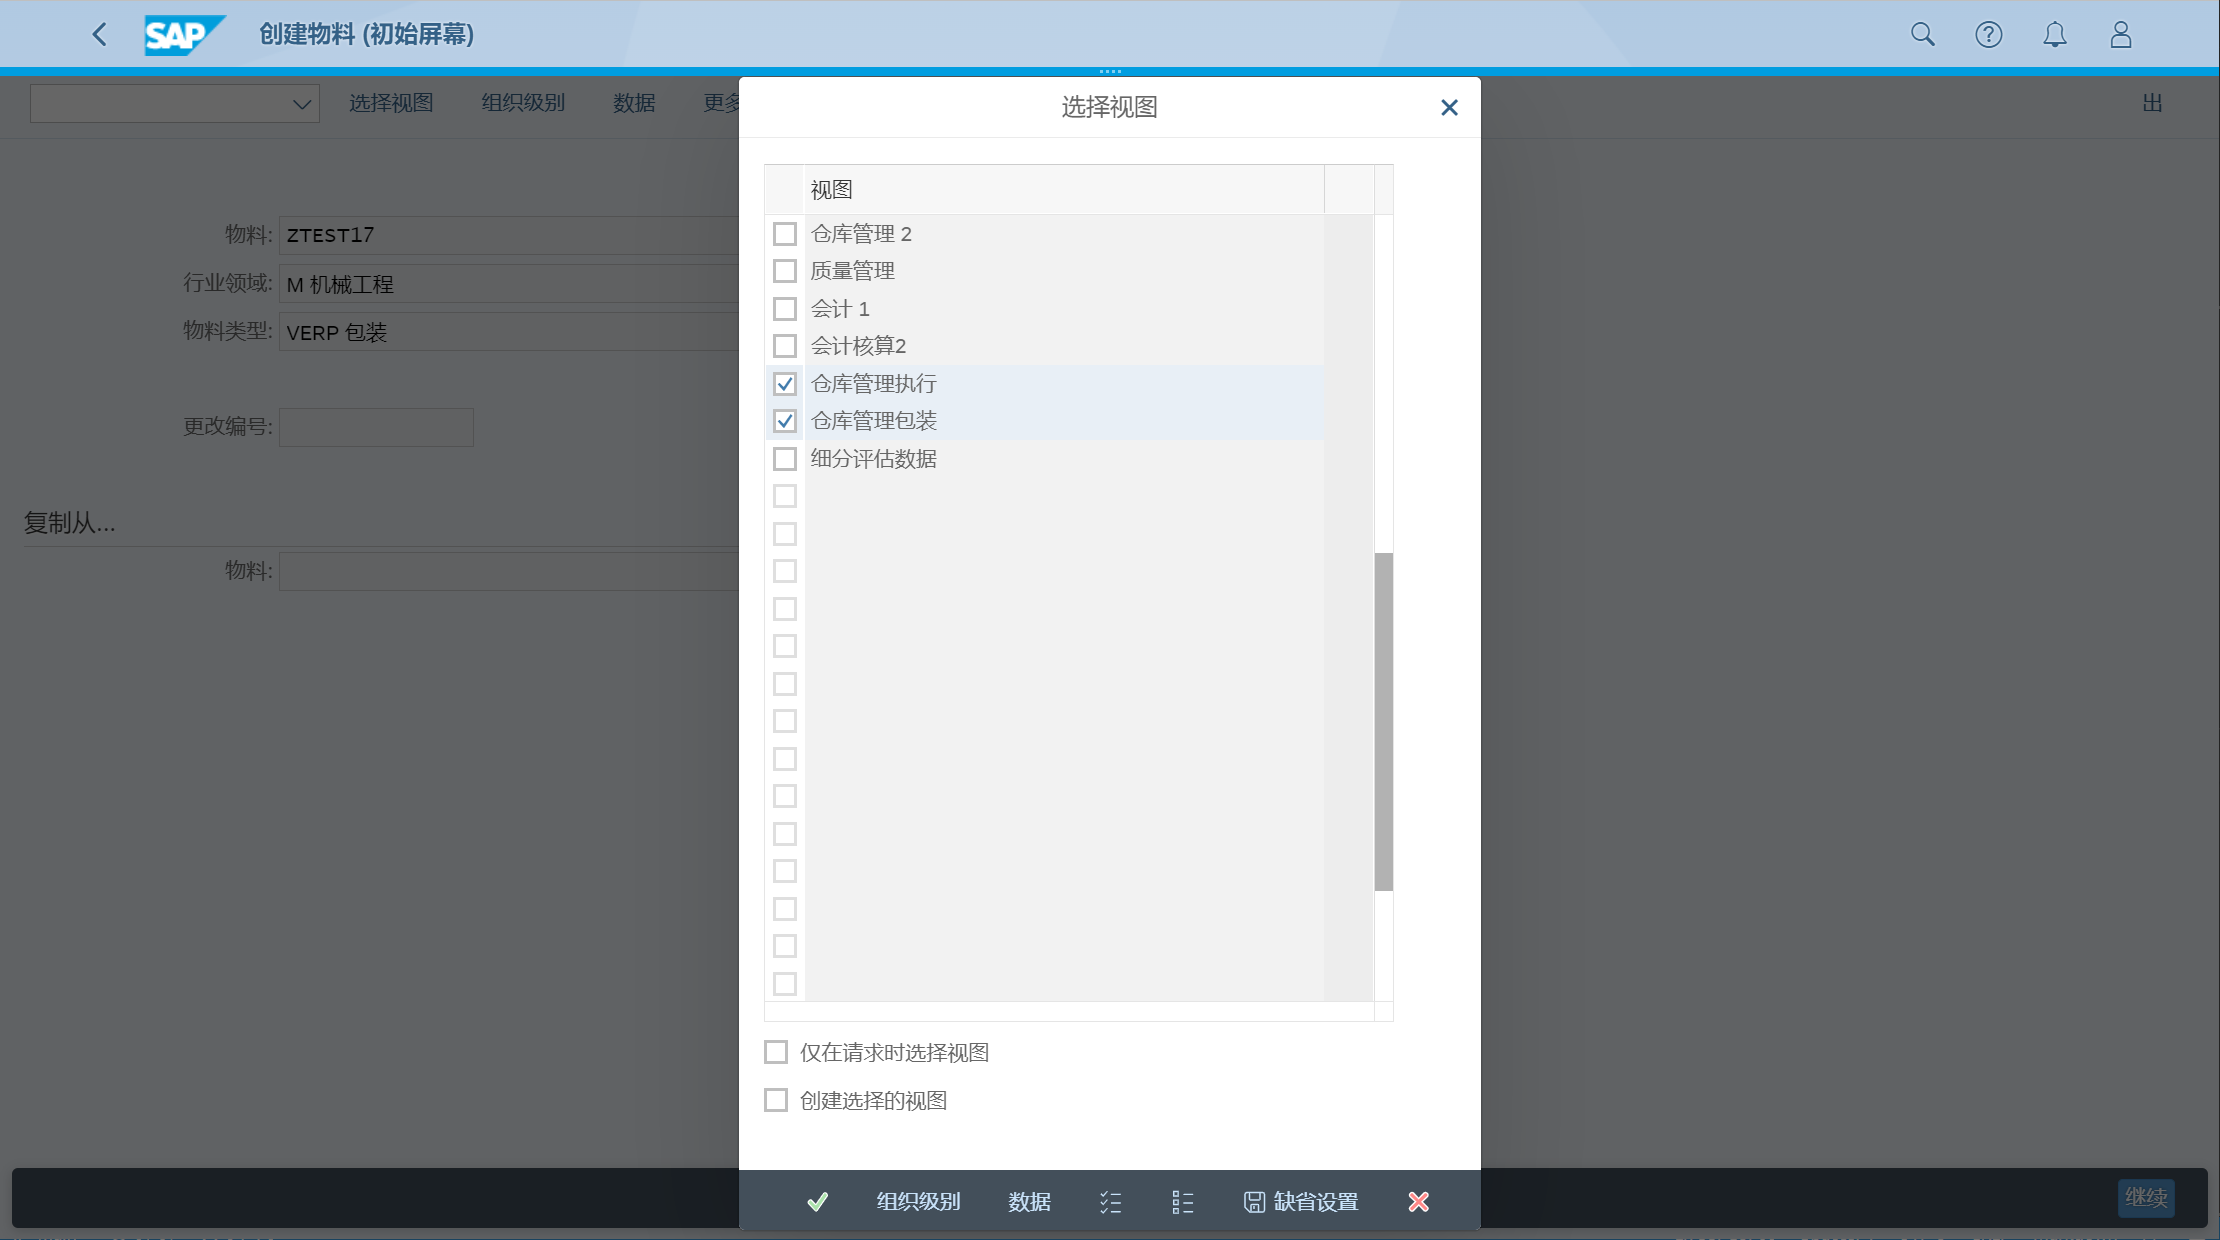 SAP 创建物料 (初始屏幕)
选择视图 组织级别 数据 更多
出
选择视图
视图
物料: ZTEST17
行业领域: M 机械工程
物料类型: VERP 包装
更改编号:
复制从...
物料:
仓库管理 2
质量管理
会计 1
会计核算2
仓库管理执行
仓库管理包装
细分评估数据
仅在请求时选择视图
创建选择的视图
组织级别 数据 缺省设置
继续